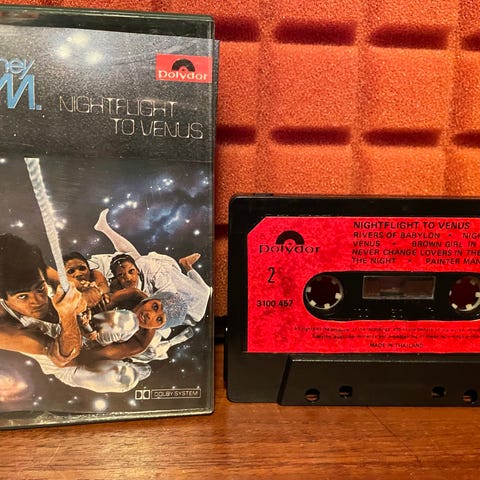 ney
M.
Polydor
NIGHTFLIGHT
TO VENUS
DOLBY SYSTEM
Polydor
2
3100 457
NIGHTFLIGHT TO VENUS
RIVERS OF BABYLON · NIG
VENUS · BROWN GIRL IN
NEVER CHANGE LOVERS IN THE
THE NIGHT · PAINTER MAN
MADE IN THAILAND